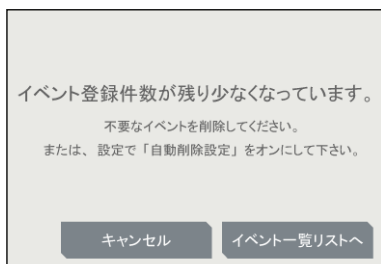 イベント登録件数が残り少なくなっています。
不要なイベントを削除してください。
または、設定で「自動削除設定」をオンにして下さい。
キャンセル
イベント一覧リストへ